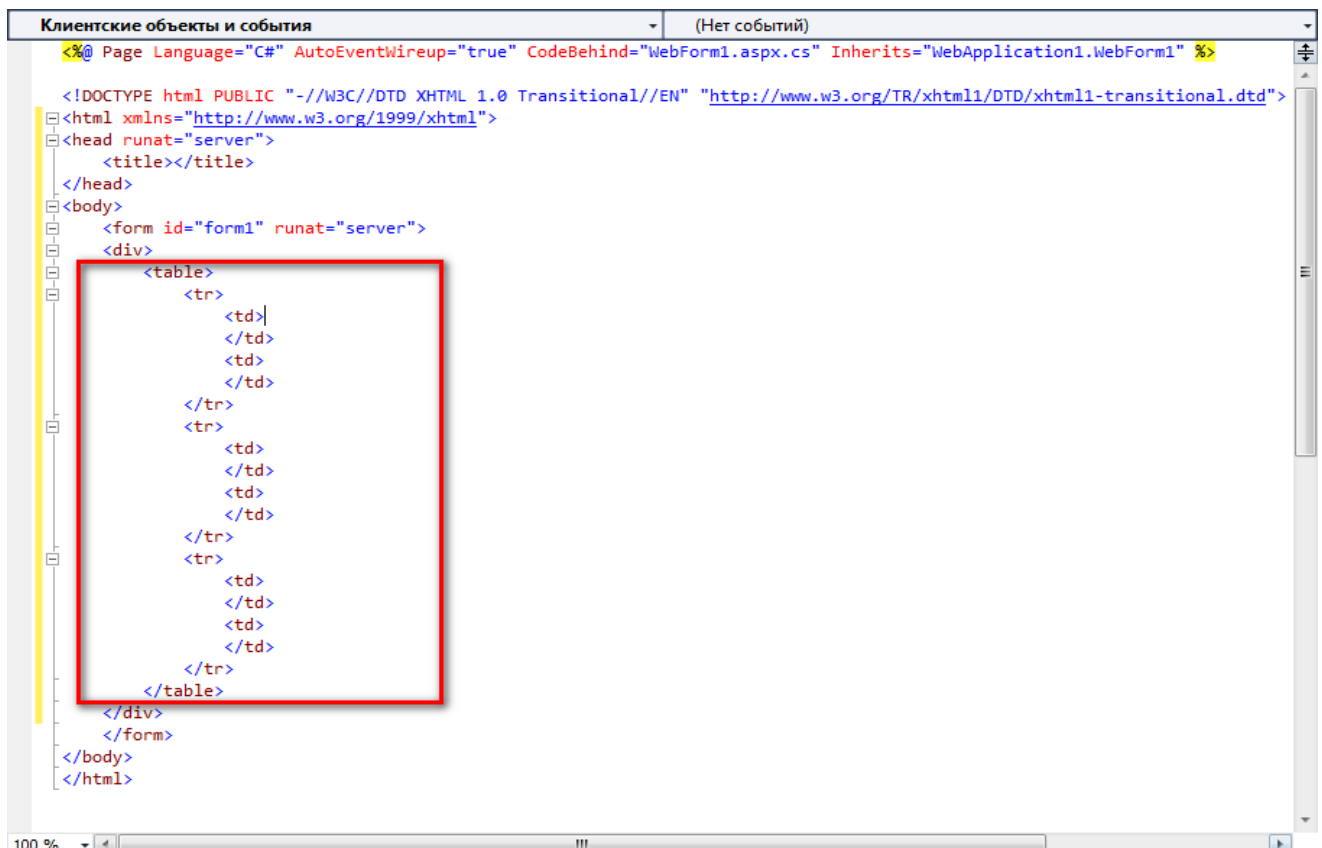 Клиентские объекты и события (Нет событий)
<%@ Page Language="C#" AutoEventWireup="true" CodeBehind="WebForm1.aspx.cs" Inherits="WebApplication1.WebForm1" %>
<!DOCTYPE html PUBLIC "-//W3C//DTD XHTML 1.0 Transitional//EN" "http://www.w3.org/TR/xhtml1/DTD/xhtml1-transitional.dtd">
<html xmlns="http://www.w3.org/1999/xhtml">
<head runat="server">
<title></title>
</head>
<body>
<form id="form1" runat="server">
<div>
<table>
<tr>
<td>
</td>
<td>
</td>
</tr>
<tr>
<td>
</td>
<td>
</td>
</tr>
<tr>
<td>
</td>
<td>
</td>
</tr>
</table>
</div>
</form>
</body>
</html>
100 %